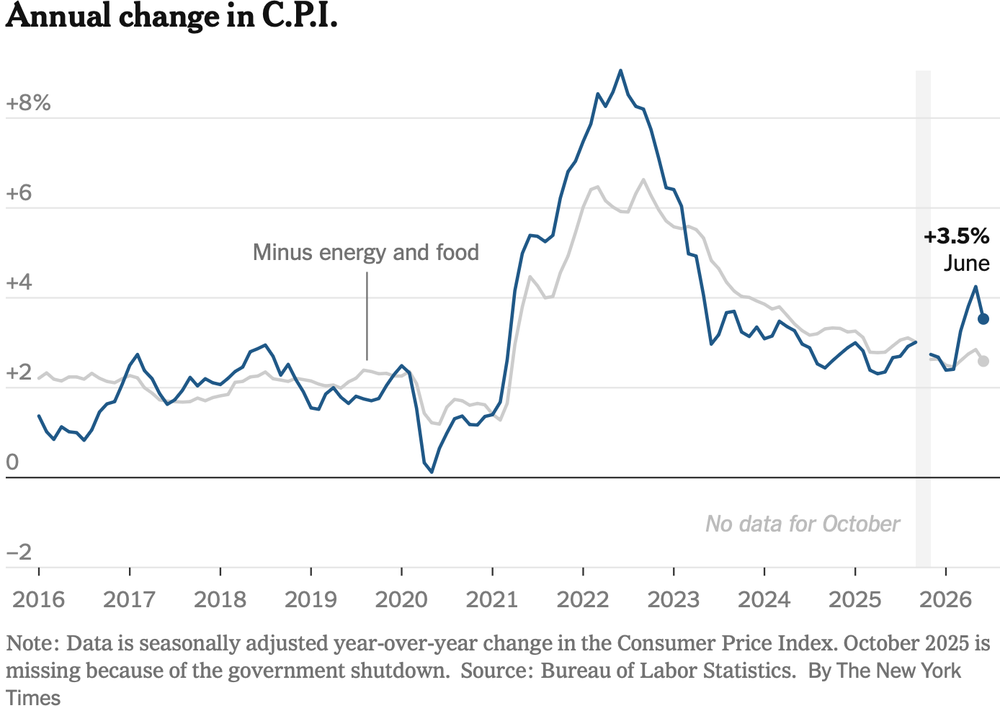 Annual change in C.P.I.
+8%
+6
+4
+2
0
−2
Minus energy and food
+3.5%
June
No data for October
2016 2017 2018 2019 2020 2021 2022 2023 2024 2025 2026
Note: Data is seasonally adjusted year-over-year change in the Consumer Price Index. October 2025 is
missing because of the government shutdown.  Source: Bureau of Labor Statistics.  By The New York
Times